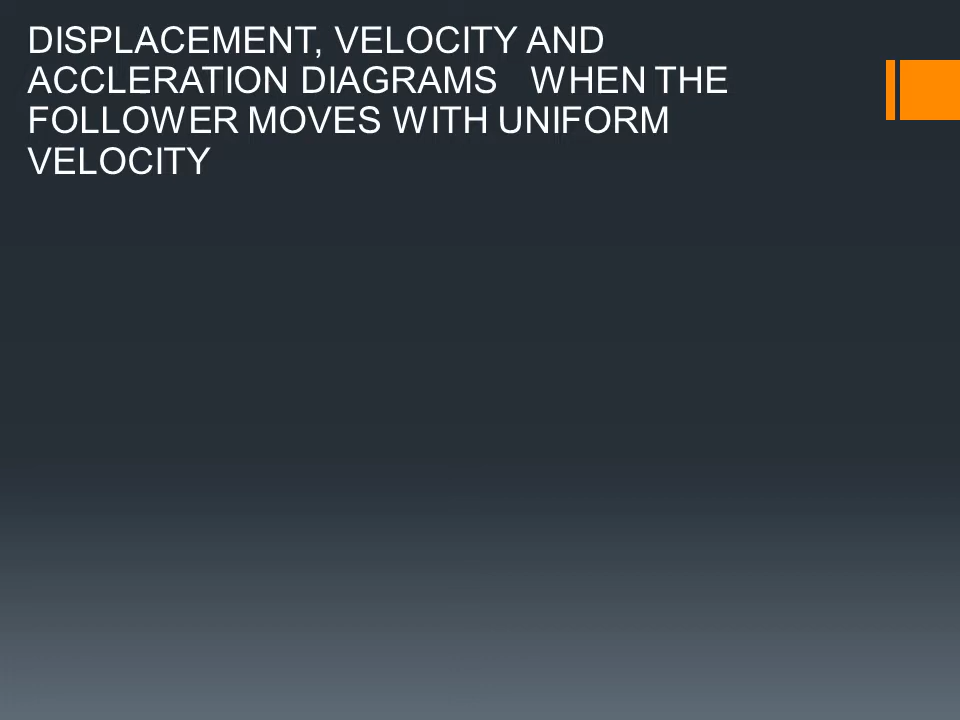 DISPLACEMENT, VELOCITY AND
ACCLERATION DIAGRAMS WHEN THE
FOLLOWER MOVES WITH UNIFORM
VELOCITY